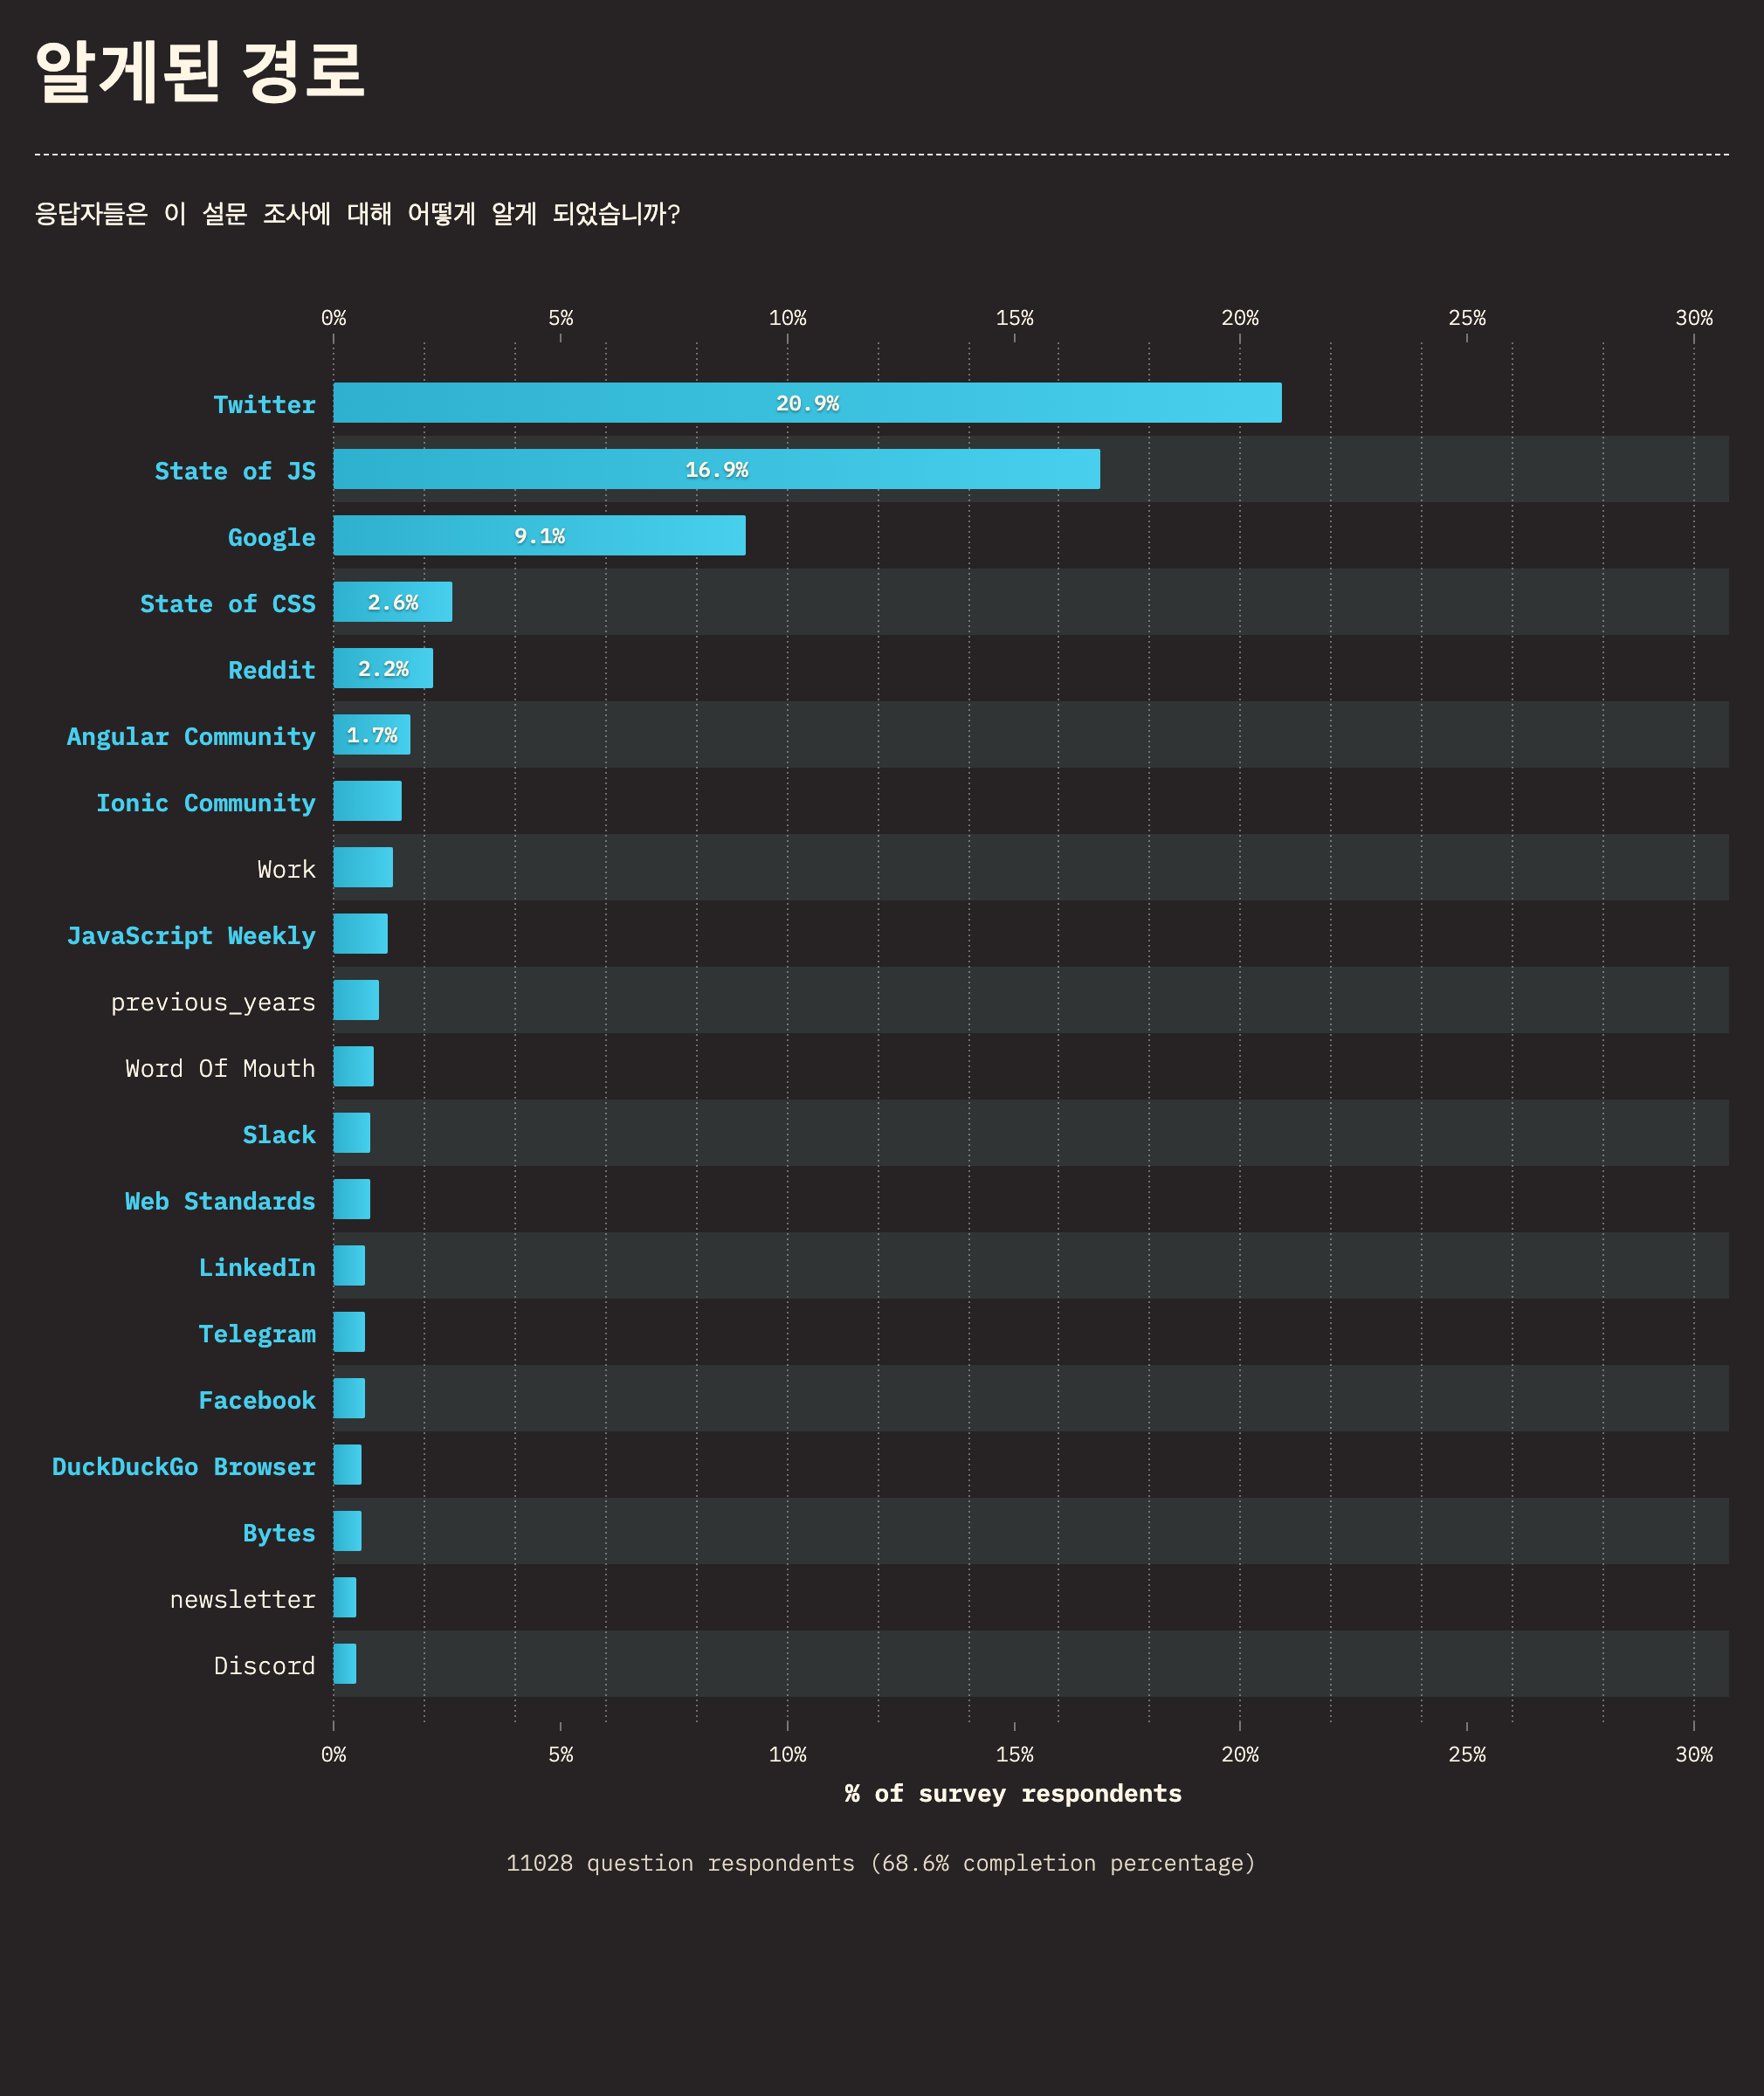 알게된 경로
응답자들은 이 설문 조사에 대해 어떻게 알게 되었습니까?
0% 5% 10% 15% 20% 25% 30%
Twitter 20.9%
State of JS 16.9%
Google 9.1%
State of CSS 2.6%
Reddit 2.2%
Angular Community 1.7%
Ionic Community
Work
JavaScript Weekly
previous_years
Word Of Mouth
Slack
Web Standards
LinkedIn
Telegram
Facebook
DuckDuckGo Browser
Bytes
newsletter
Discord
0% 5% 10% 15% 20% 25% 30%
% of survey respondents
11028 question respondents (68.6% completion percentage)